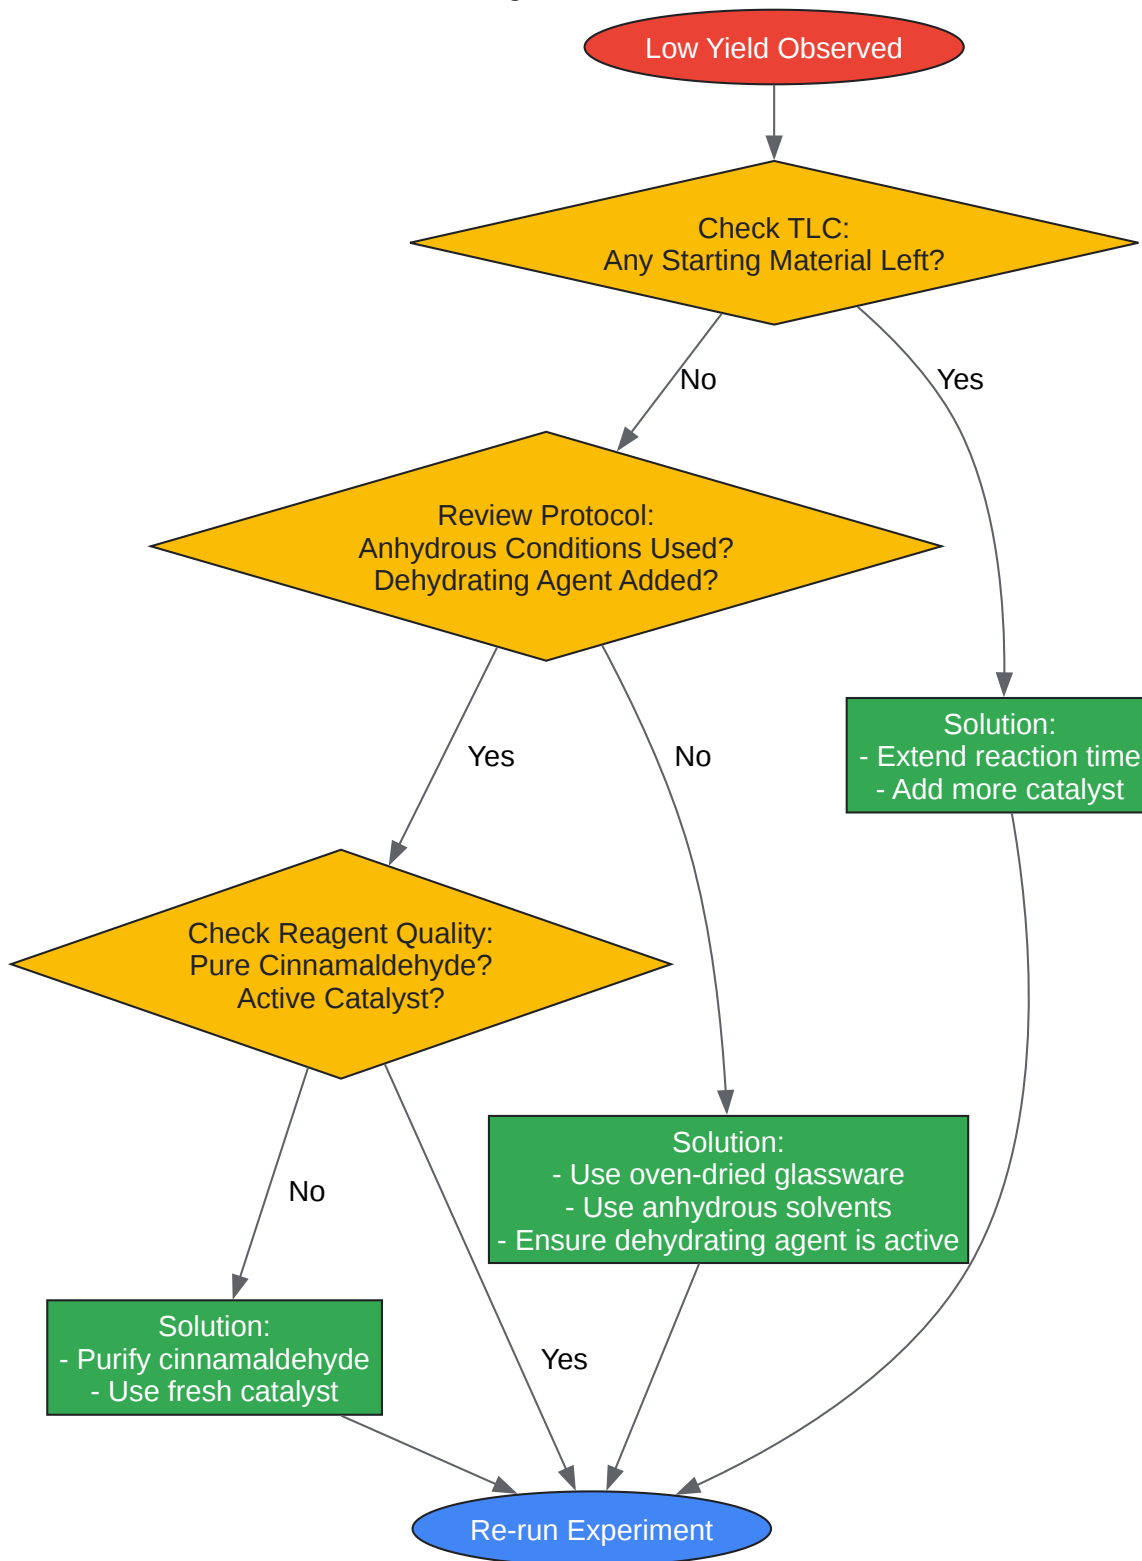 Low Yield Observed
Check TLC:
Any Starting Material Left?
No
Yes
Review Protocol:
Anhydrous Conditions Used?
Dehydrating Agent Added?
Solution:
- Extend reaction time
- Add more catalyst
Yes
No
Check Reagent Quality:
Pure Cinnamaldehyde?
Active Catalyst?
Solution:
- Use oven-dried glassware
- Use anhydrous solvents
- Ensure dehydrating agent is active
No
Solution:
- Purify cinnamaldehyde
- Use fresh catalyst
Yes
Re-run Experiment